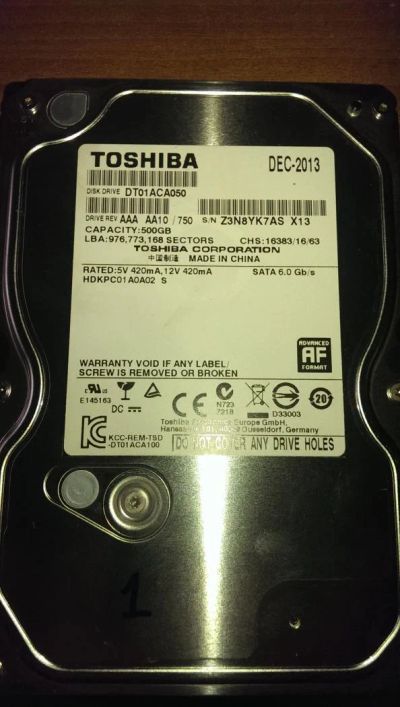 TOSHIBA DEC-2013
DISK DRIVE DT01ACA050
DRIVE REV AAA AA10 / 750 S/N Z3N8YK7AS X13
CAPACITY:500GB
LBA:976,773,168 SECTORS CHS:16383/16/63
TOSHIBA CORPORATION
中国制造 MADE IN CHINA
RATED:5V 420mA,12V 420mA SATA 6.0 Gb/s
HDKPC01A0A02 S
ADVANCED
AF
FORMAT
WARRANTY VOID IF ANY LABEL/
SCREW IS REMOVED OR BROKEN
E145163
DC
CE
N723
7218
D33003
20
Toshiba Europe GmbH,
Düsseldorf, Germany
KCC-REM-TSD
-DT01ACA100
DO NOT COVER ANY DRIVE HOLES
1